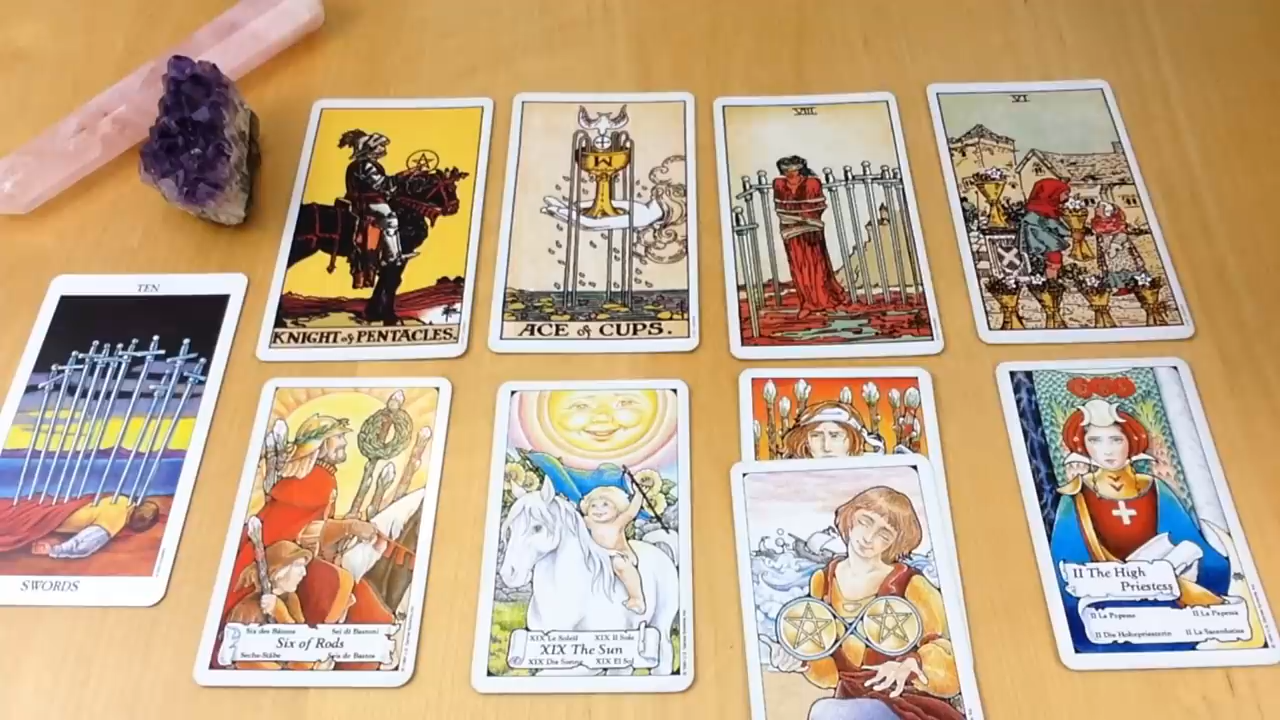 KNIGHT of PENTACLES.
ACE of CUPS.
VIII
VI
TEN
SWORDS
Six des Bâtons Sei di Bastoni
Six of Rods
Sechs Stäbe Seis de Bastos
XIX Le Soleil XIX Il Sole
XIX The Sun
XIX Die Sonne XIX El Sol
II The High
Priestess
II La Papesse II La Papessa
II Die Hohepriesterin II La Sacerdotisa